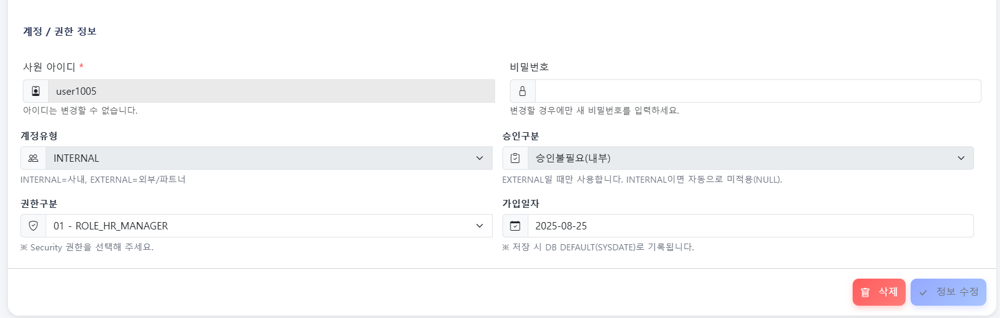 계정 / 권한 정보
사원 아이디 *
비밀번호
user1005
아이디는 변경할 수 없습니다.
변경할 경우에만 새 비밀번호를 입력하세요.
계정유형
승인구분
INTERNAL
승인불필요(내부)
INTERNAL=사내, EXTERNAL=외부/파트너
EXTERNAL일 때만 사용합니다. INTERNAL이면 자동으로 미적용(NULL).
권한구분
가입일자
01 - ROLE_HR_MANAGER
2025-08-25
※ Security 권한을 선택해 주세요.
※ 저장 시 DB DEFAULT(SYSDATE)로 기록됩니다.
삭제
정보 수정